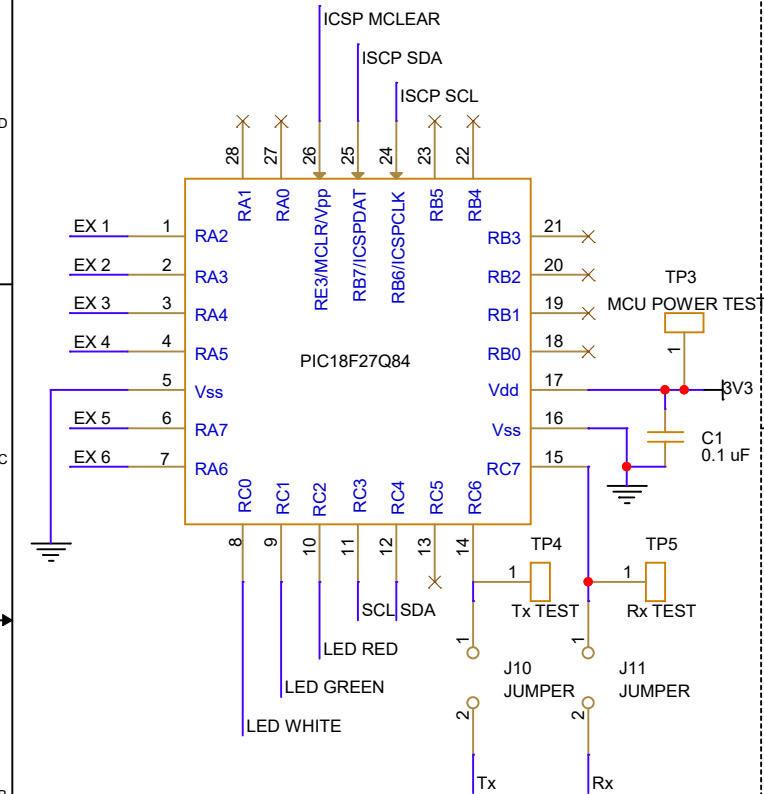 ICSP MCLEAR
ISCP SDA
ISCP SCL
D
28
27
26
25
24
23
22
RA1
RA0
RE3/MCLR/Vpp
RB7/ICSPDAT
RB6/ICSPCLK
RB5
RB4
EX 1
1
RA2
EX 2
2
RA3
EX 3
3
RA4
EX 4
4
RA5
5
Vss
EX 5
6
RA7
EX 6
7
RA6
PIC18F27Q84
RB3
21
RB2
20
RB1
19
RB0
18
Vdd
17
Vss
16
RC7
15
TP3
MCU POWER TEST
1
3V3
C1
0.1 uF
C
RC0
RC1
RC2
RC3
RC4
RC5
RC6
8
9
10
11
12
13
14
TP4
1
Tx TEST
TP5
1
Rx TEST
SCL
SDA
LED RED
LED GREEN
LED WHITE
1
J10
JUMPER
2
Tx
1
J11
JUMPER
2
Rx